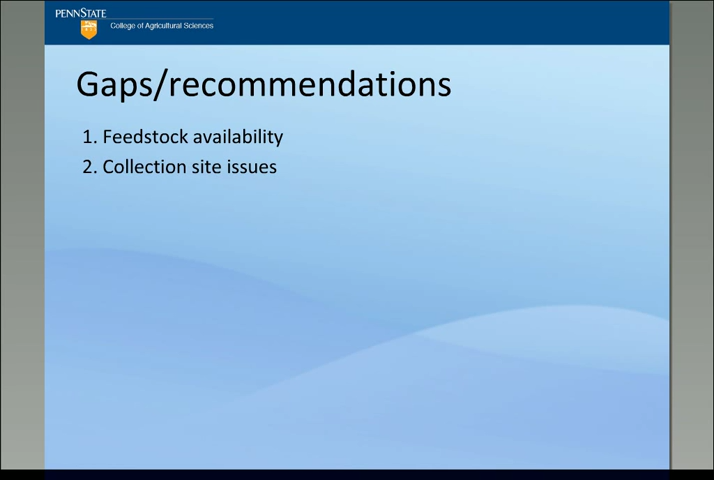 PENNSTATE
College of Agricultural Sciences
Gaps/recommendations
1. Feedstock availability
2. Collection site issues